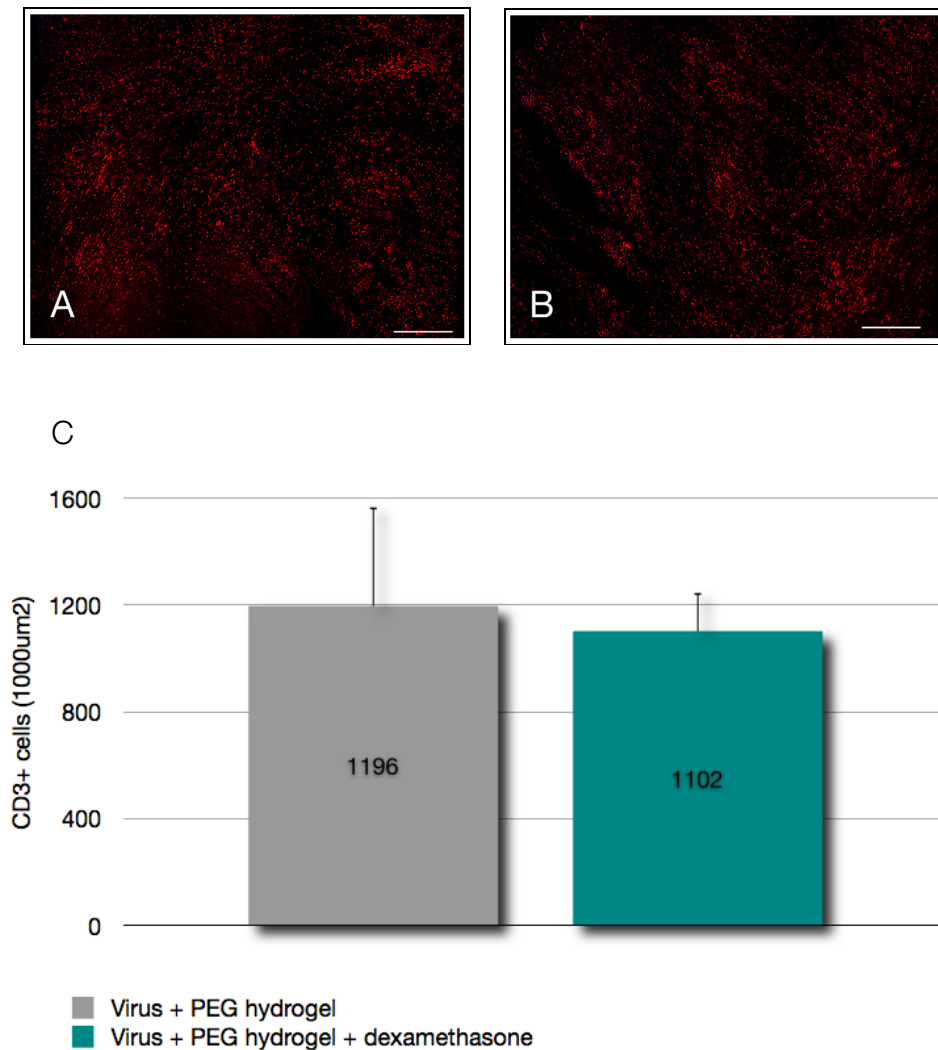 A
B
C
1600
1200
800
400
0
CD3+ cells (1000um2)
1196
1102
Virus + PEG hydrogel
Virus + PEG hydrogel + dexamethasone